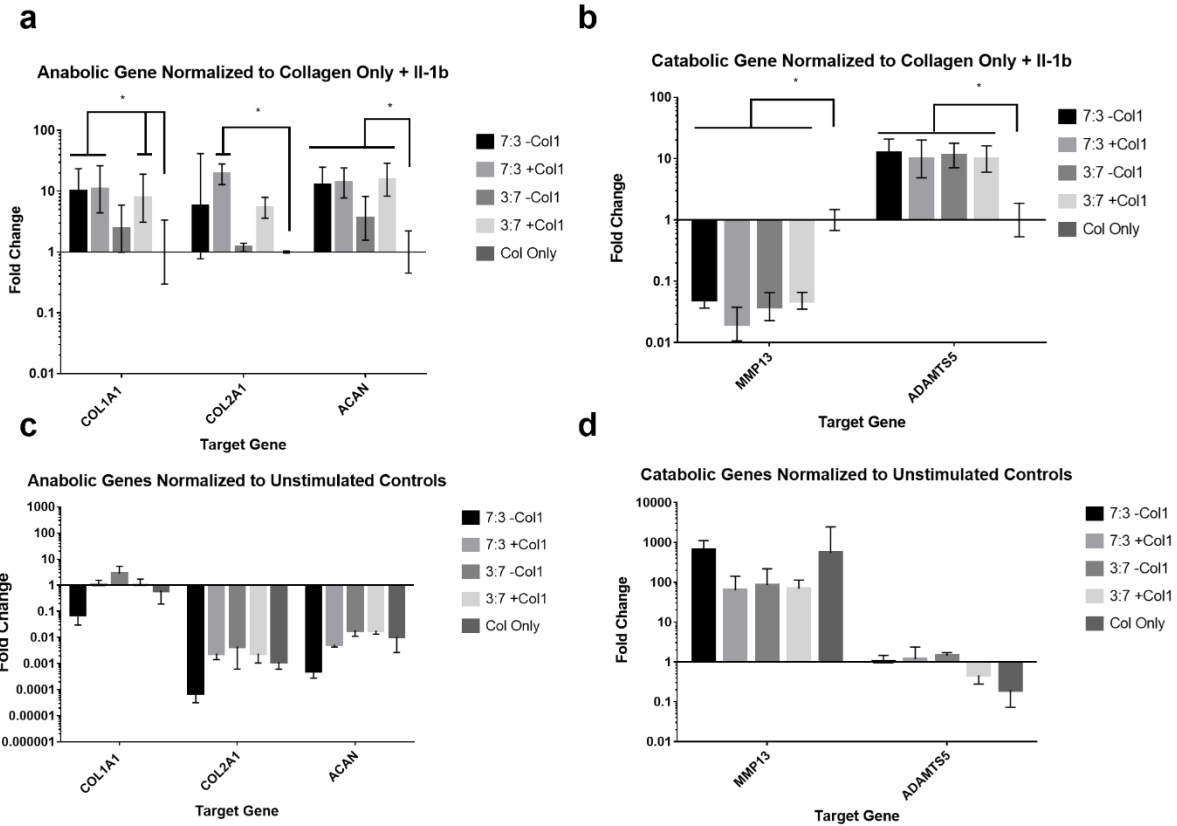 a
Anabolic Gene Normalized to Collagen Only + Il-1b
*
*
*
100
10
1
0.1
0.01
Fold Change
COL1A1
COL2A1
ACAN
Target Gene
7:3 -Col1
7:3 +Col1
3:7 -Col1
3:7 +Col1
Col Only
b
Catabolic Gene Normalized to Collagen Only + Il-1b
*
*
100
10
1
0.1
0.01
Fold Change
MMP13
ADAMTS5
Target Gene
7:3 -Col1
7:3 +Col1
3:7 -Col1
3:7 +Col1
Col Only
c
Anabolic Genes Normalized to Unstimulated Controls
1000
100
10
1
0.1
0.01
0.001
0.0001
0.00001
0.000001
Fold Change
COL1A1
COL2A1
ACAN
Target Gene
7:3 -Col1
7:3 +Col1
3:7 -Col1
3:7 +Col1
Col Only
d
Catabolic Genes Normalized to Unstimulated Controls
10000
1000
100
10
1
0.1
0.01
Fold Change
MMP13
ADAMTS5
Target Gene
7:3 -Col1
7:3 +Col1
3:7 -Col1
3:7 +Col1
Col Only